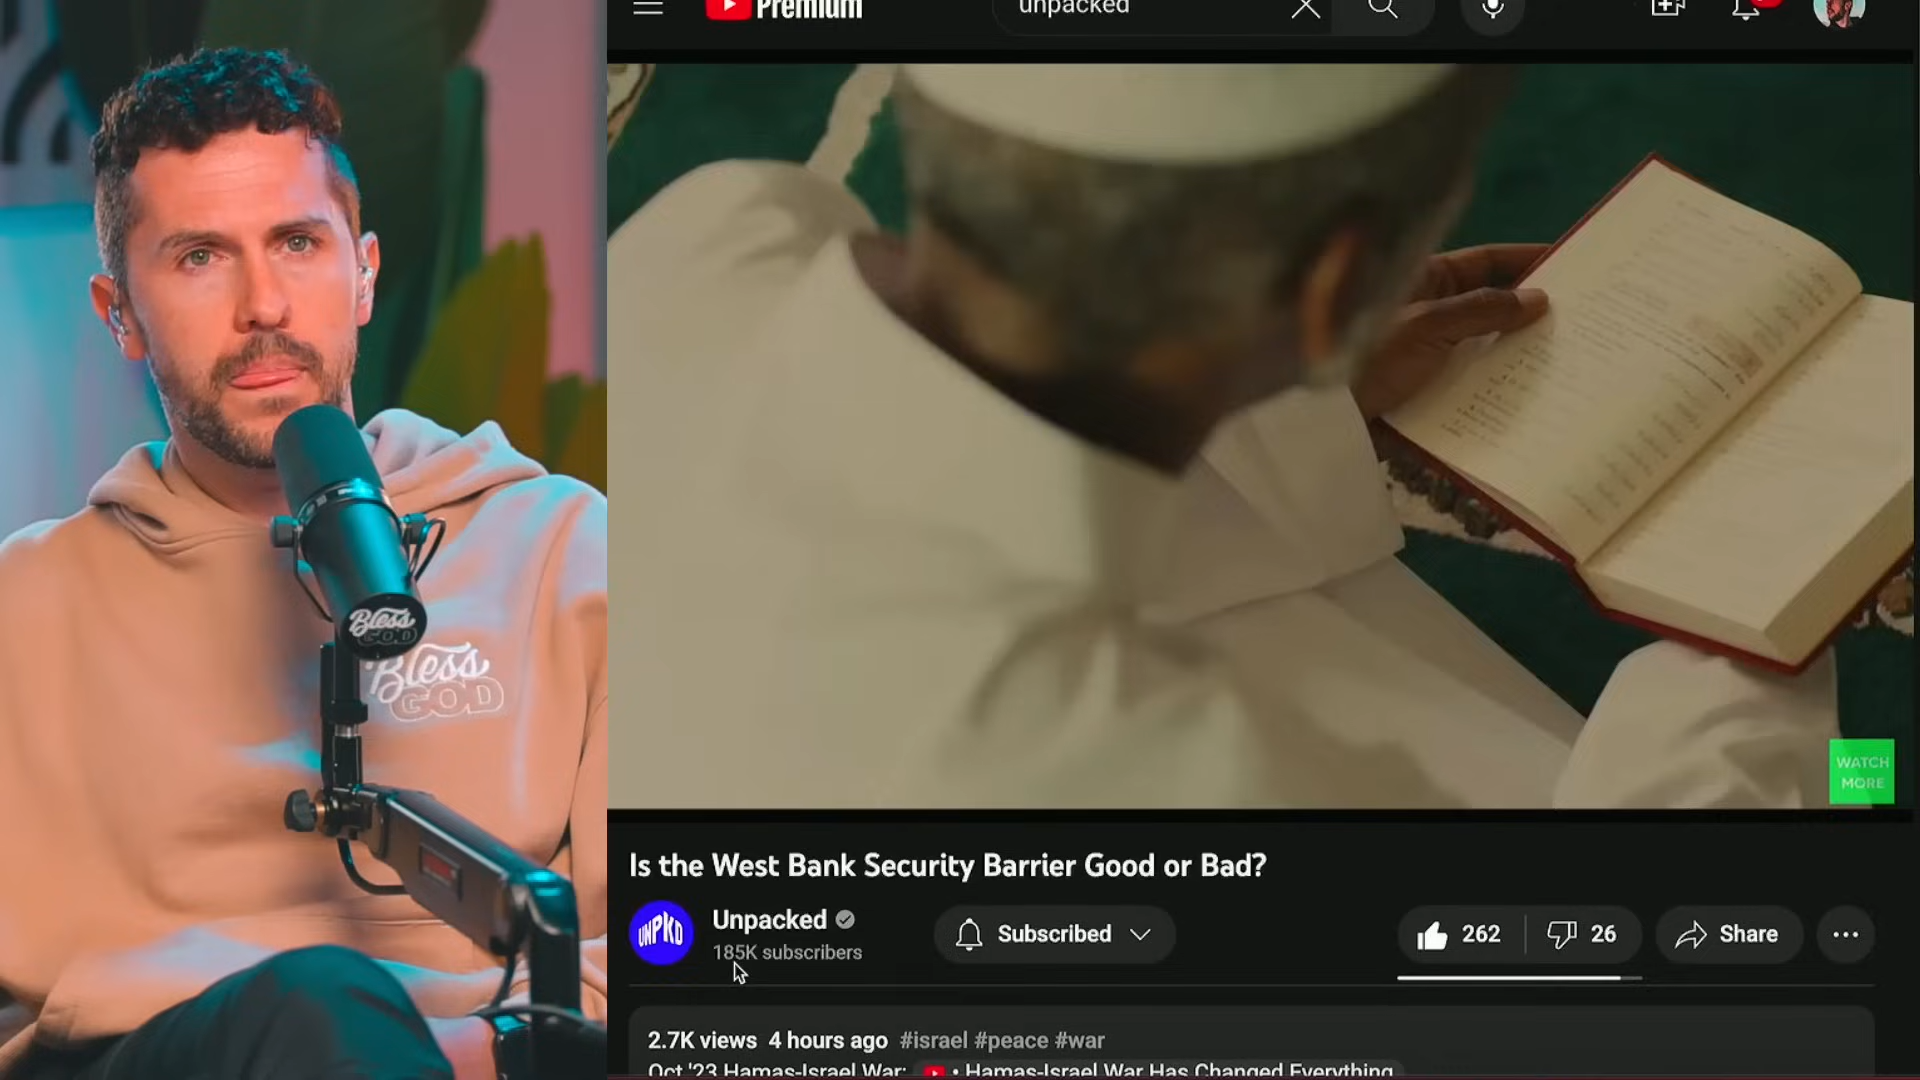 Premium
unpacked
Bless
GOD
Bless
GOD
WATCH
MORE
Is the West Bank Security Barrier Good or Bad?
UNPKD
Unpacked
185K subscribers
Subscribed
262
26
Share
2.7K views 4 hours ago #israel #peace #war
Oct '23 Hamas-Israel War: • Hamas-Israel War Has Changed Everything